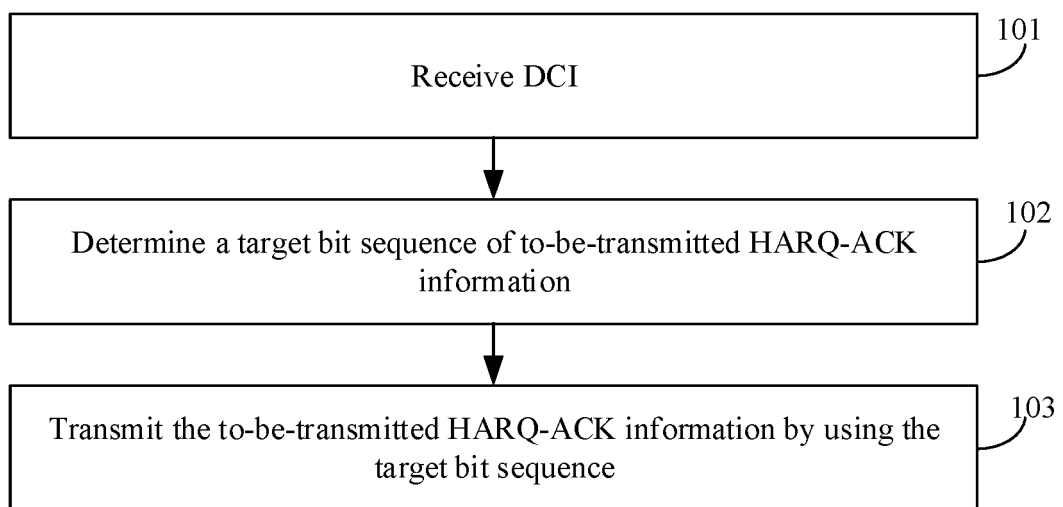 101
Receive DCI
102
Determine a target bit sequence of to-be-transmitted HARQ-ACK
information
103
Transmit the to-be-transmitted HARQ-ACK information by using the
target bit sequence